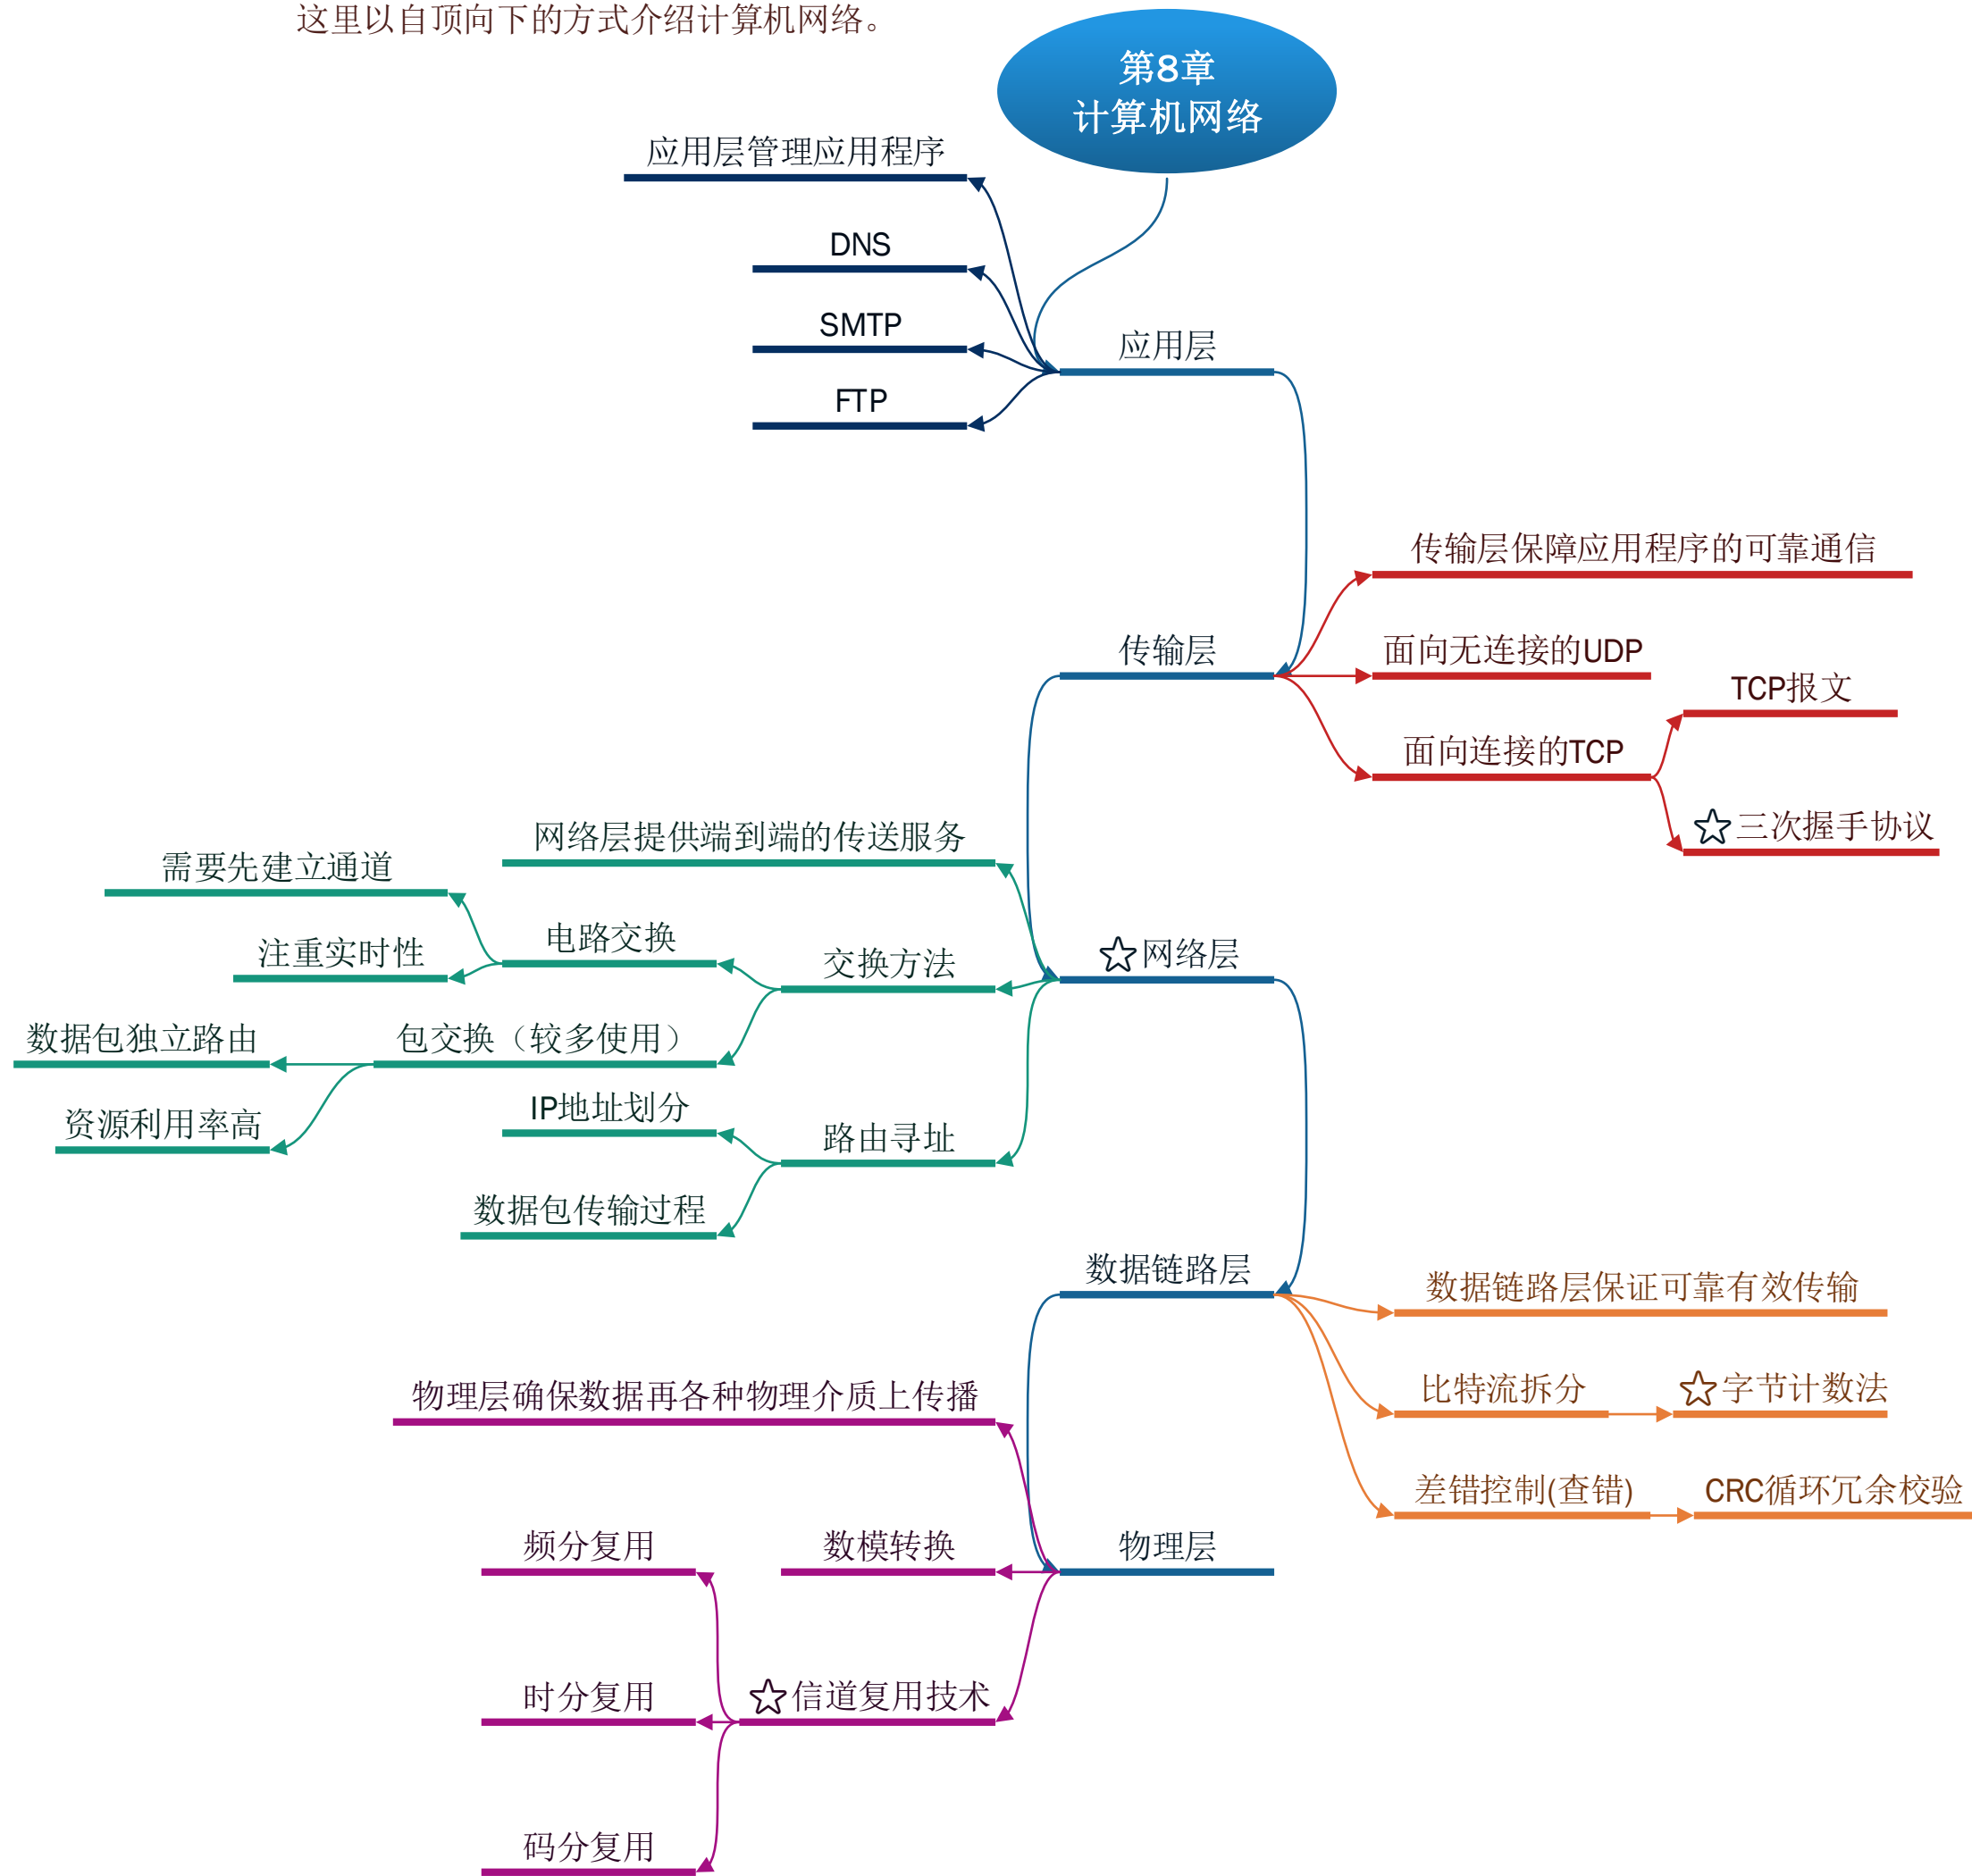 这里以自顶向下的方式介绍计算机网络。
第8章
计算机网络
应用层管理应用程序
DNS
SMTP
FTP
应用层
传输层保障应用程序的可靠通信
传输层
面向无连接的UDP
TCP报文
面向连接的TCP
☆三次握手协议
网络层提供端到端的传送服务
需要先建立通道
电路交换
注重实时性
交换方法
☆网络层
数据包独立路由
包交换（较多使用）
资源利用率高
IP地址划分
路由寻址
数据包传输过程
数据链路层
数据链路层保证可靠有效传输
比特流拆分
☆字节计数法
差错控制(查错)
CRC循环冗余校验
物理层确保数据再各种物理介质上传播
频分复用
数模转换
物理层
时分复用
☆信道复用技术
码分复用